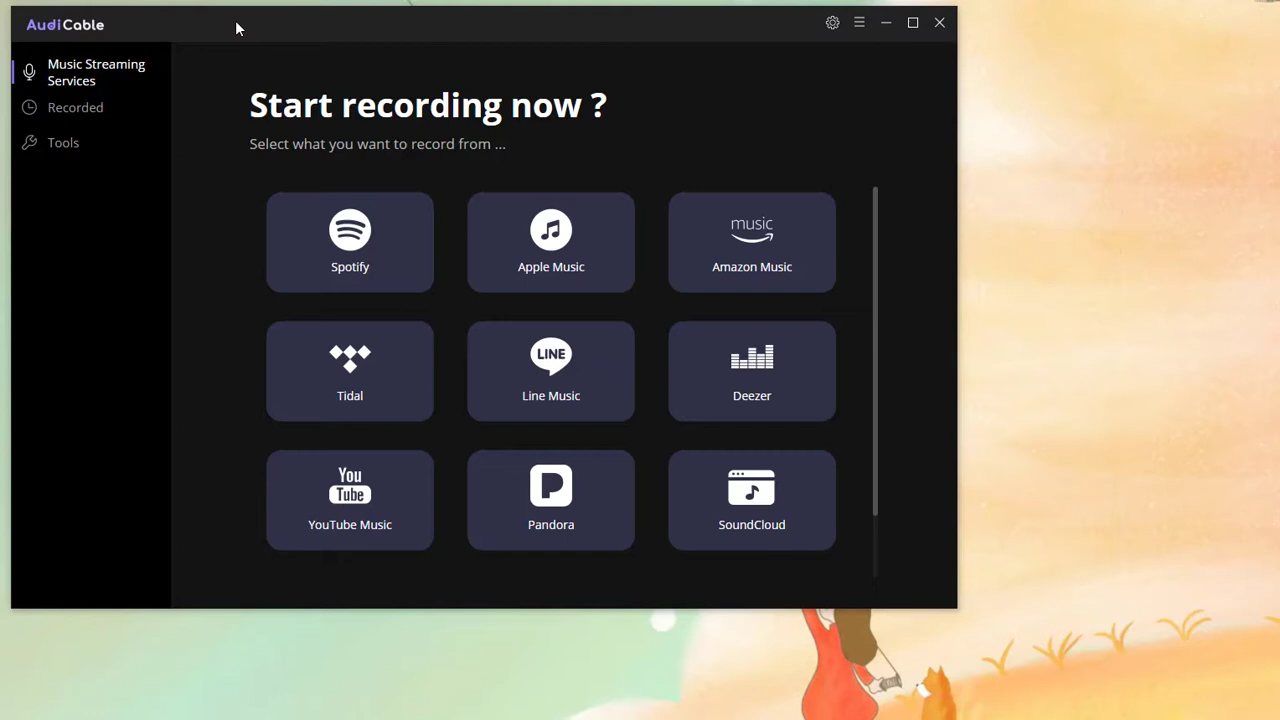 AudiCable
Music Streaming
Services
Recorded
Tools
Start recording now ?
Select what you want to record from ...
Spotify
Apple Music
music
Amazon Music
Tidal
LINE
Line Music
Deezer
You
Tube
YouTube Music
Pandora
SoundCloud